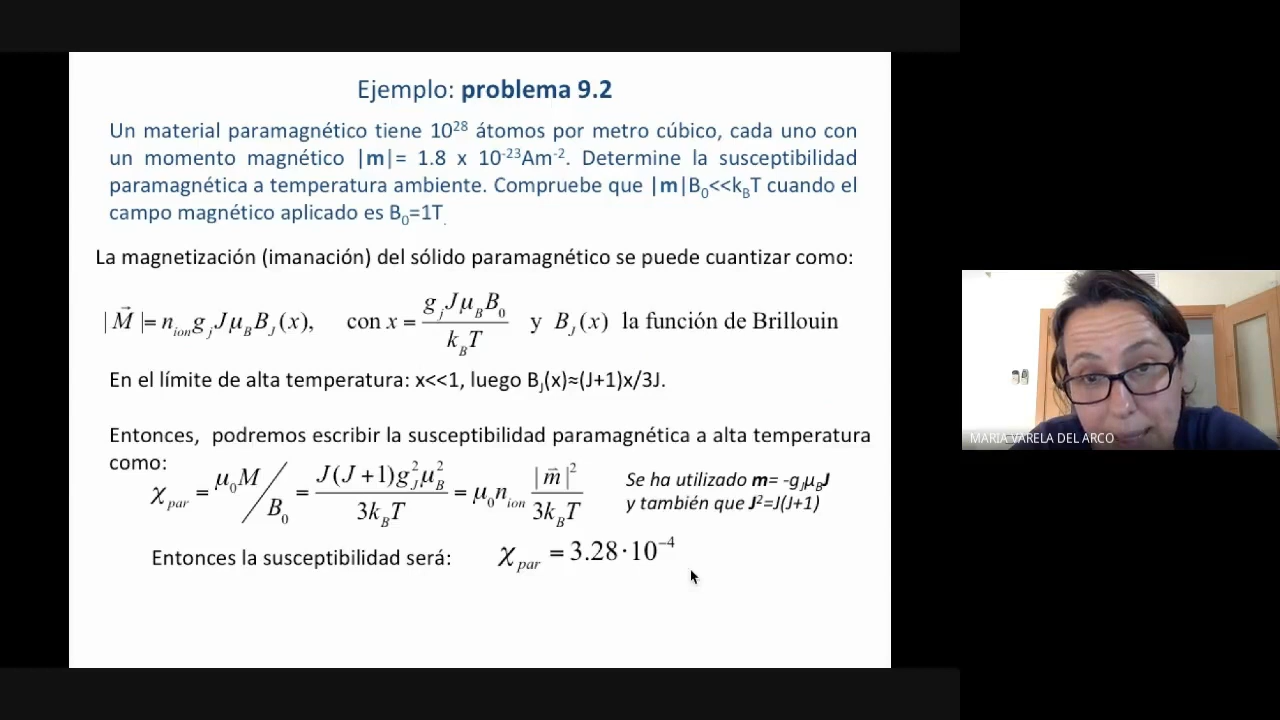 Ejemplo: problema 9.2
Un material paramagnético tiene 10²⁸ átomos por metro cúbico, cada uno con
un momento magnético |m|= 1.8 x 10⁻²³Am⁻². Determine la susceptibilidad
paramagnética a temperatura ambiente. Compruebe que |m|B₀<<k_BT cuando el
campo magnético aplicado es B₀=1T.
La magnetización (imanación) del sólido paramagnético se puede cuantizar como:
|M⃗|= n_ion g_j J μ_B B_J(x), con x = g_j J μ_B B₀ / k_B T y B_J(x) la función de Brillouin
En el límite de alta temperatura: x<<1, luego B_J(x)≈(J+1)x/3J.
Entonces, podremos escribir la susceptibilidad paramagnética a alta temperatura
como:
χ_par = μ₀M / B₀ = J(J+1)g_J²μ_B² / 3k_BT = μ₀n_ion |m⃗|² / 3k_BT
Se ha utilizado m= -g_Jμ_BJ
y también que J²=J(J+1)
Entonces la susceptibilidad será: χ_par = 3.28·10⁻⁴
MARIA VARELA DEL ARCO